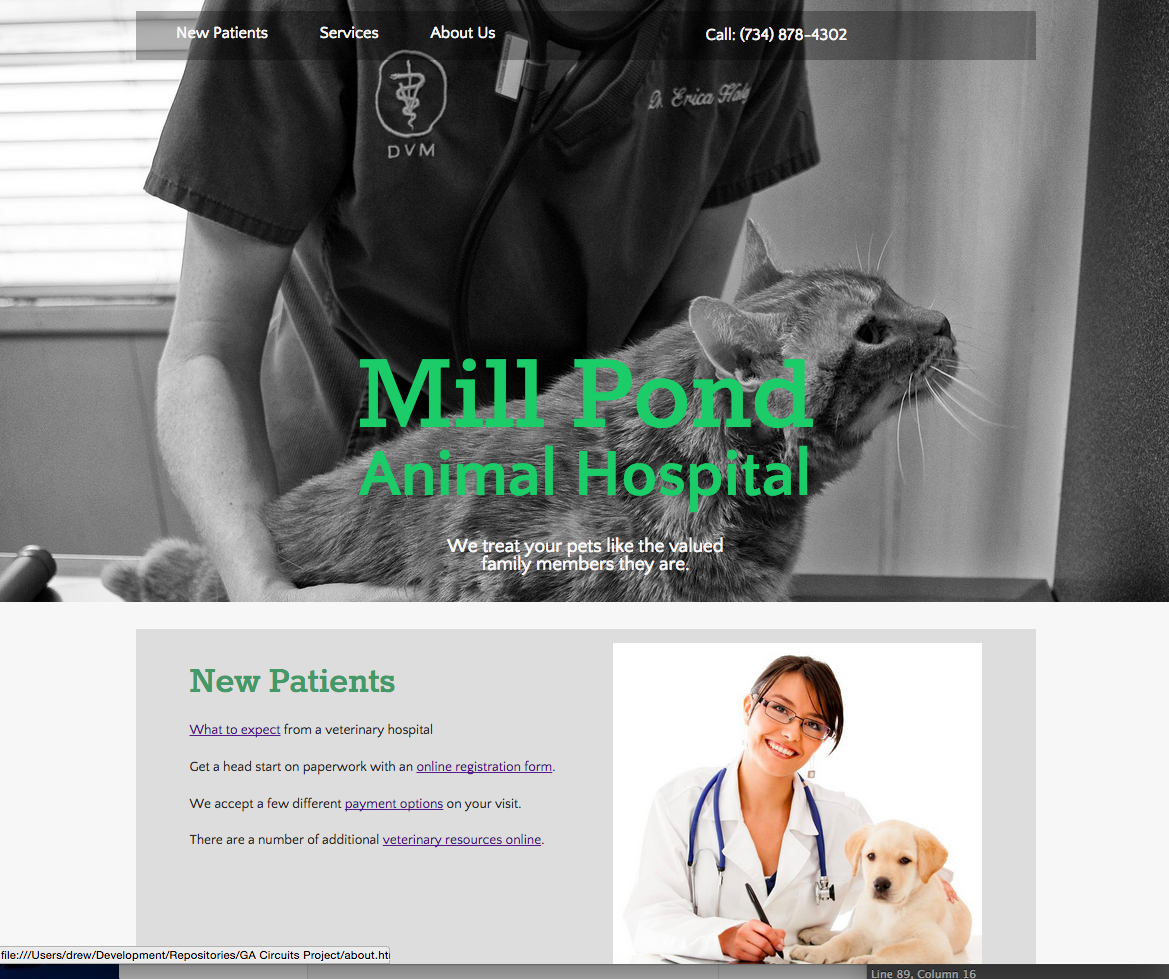 New Patients Services About Us Call: (734) 878-4302
DVM
Dr. Erica
Mill Pond
Animal Hospital
We treat your pets like the valued
family members they are.
New Patients
What to expect from a veterinary hospital
Get a head start on paperwork with an online registration form.
We accept a few different payment options on your visit.
There are a number of additional veterinary resources online.
file:///Users/drew/Development/Repositories/GA Circuits Project/about.ht
Line 89, Column 16